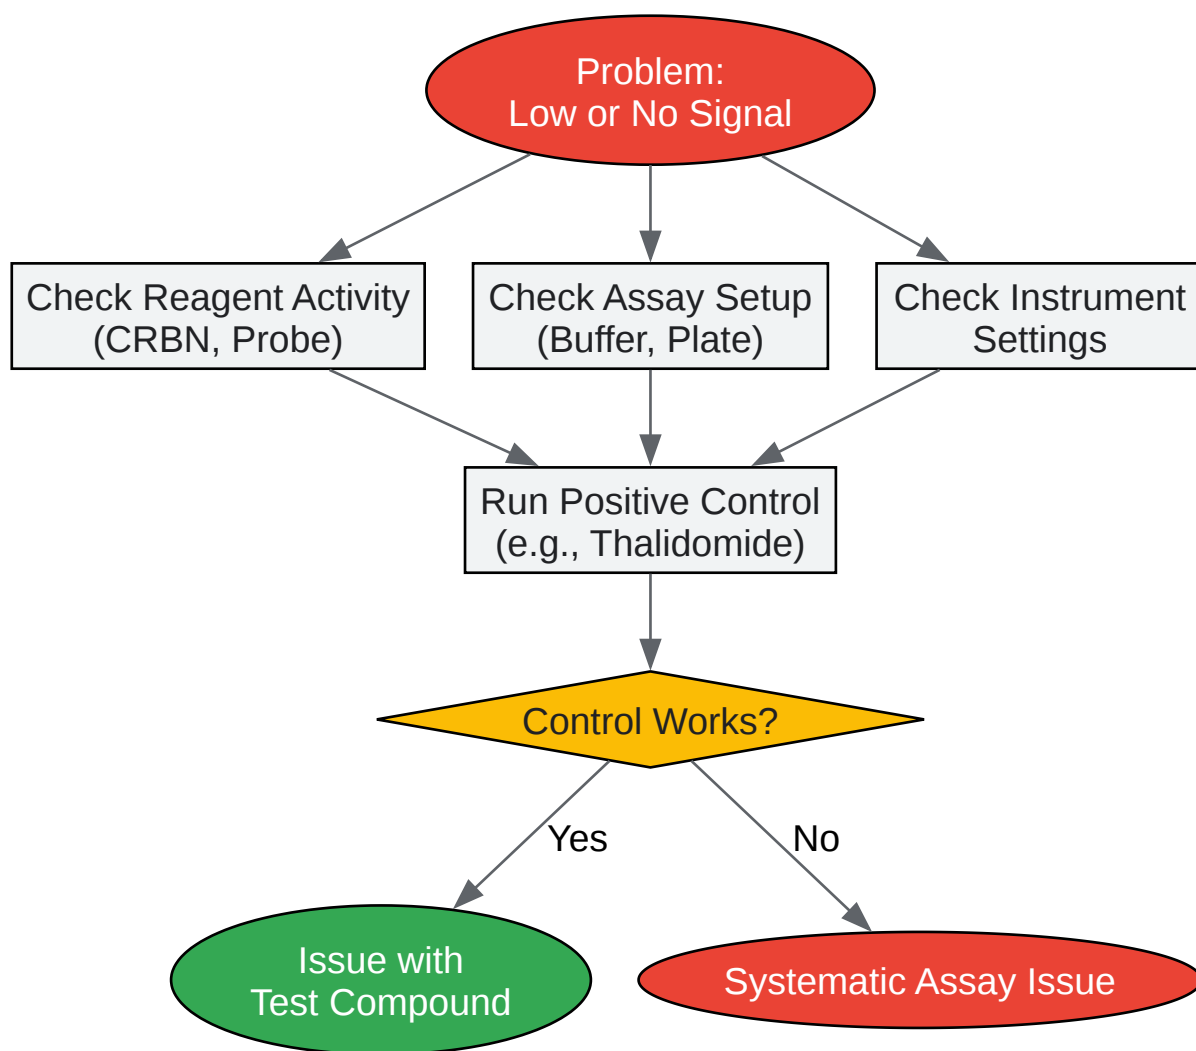 Problem:
Low or No Signal
Check Reagent Activity
(CRBN, Probe)
Check Assay Setup
(Buffer, Plate)
Check Instrument
Settings
Run Positive Control
(e.g., Thalidomide)
Control Works?
Yes
No
Issue with
Test Compound
Systematic Assay Issue